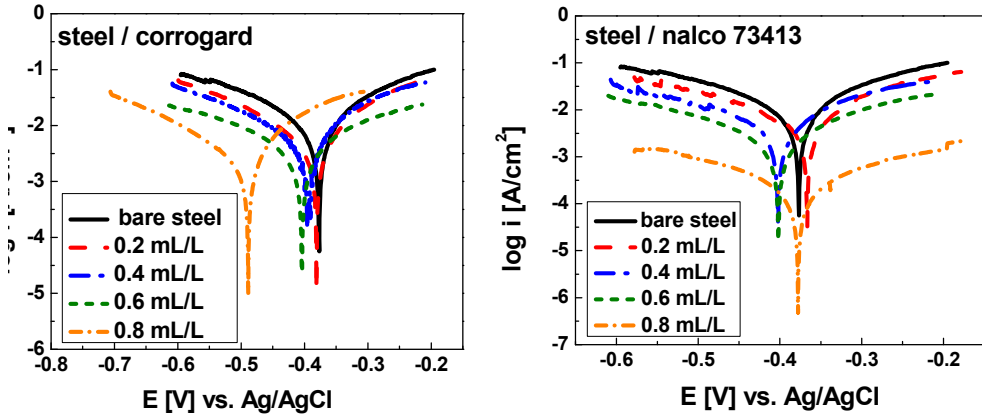 steel / corrogard
0
-1
-2
-3
-4
-5
-6
bare steel
0.2 mL/L
0.4 mL/L
0.6 mL/L
0.8 mL/L
-0.8 -0.7 -0.6 -0.5 -0.4 -0.3 -0.2
E [V] vs. Ag/AgCl
steel / nalco 73413
log i [A/cm²]
0
-1
-2
-3
-4
-5
-6
-7
bare steel
0.2 mL/L
0.4 mL/L
0.6 mL/L
0.8 mL/L
-0.6 -0.5 -0.4 -0.3 -0.2
E [V] vs. Ag/AgCl